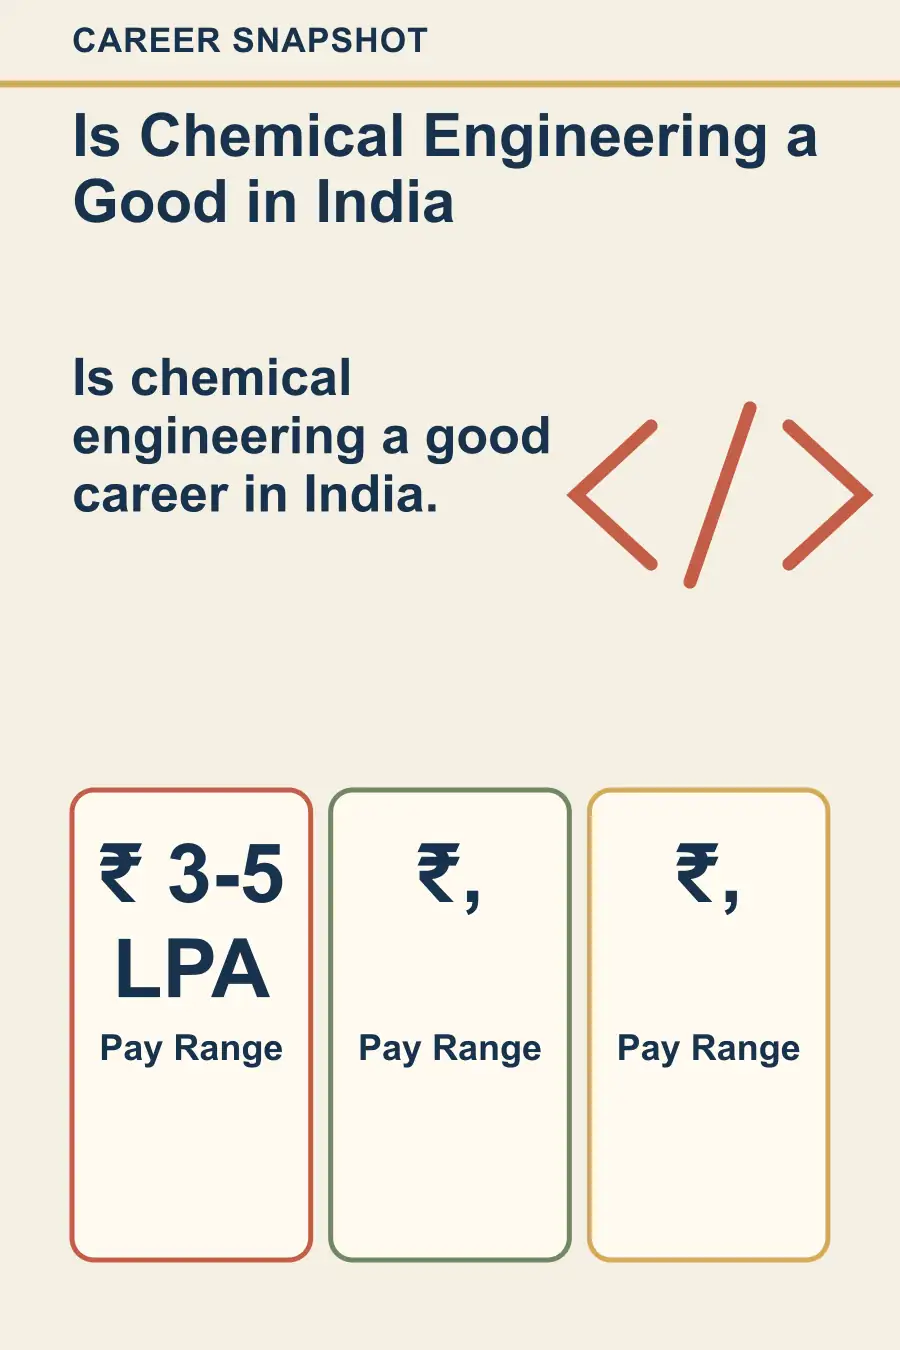 CAREER SNAPSHOT
Is Chemical Engineering a
Good in India
Is chemical
engineering a good
career in India.
</>
₹ 3-5
LPA
Pay Range
₹,
Pay Range
₹,
Pay Range